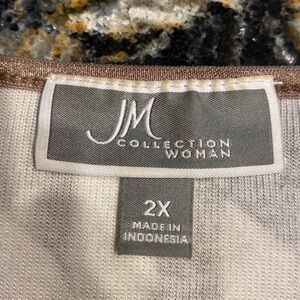 JM
COLLECTION
WOMAN
2X
MADE IN
INDONESIA